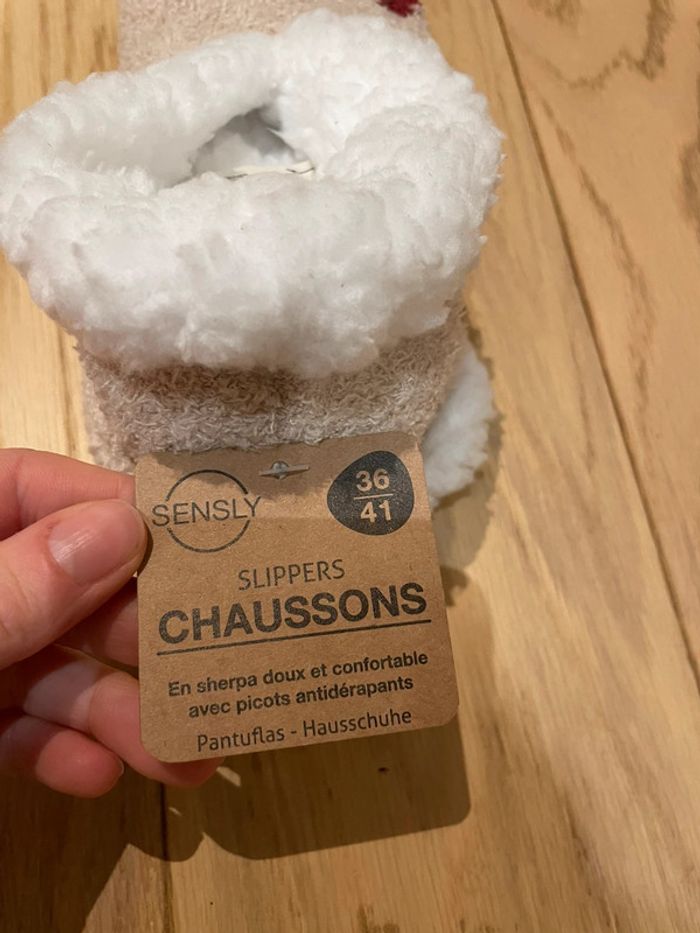 SENSLY
36
41
SLIPPERS
CHAUSSONS
En sherpa doux et confortable
avec picots antidérapants
Pantuflas - Hausschuhe